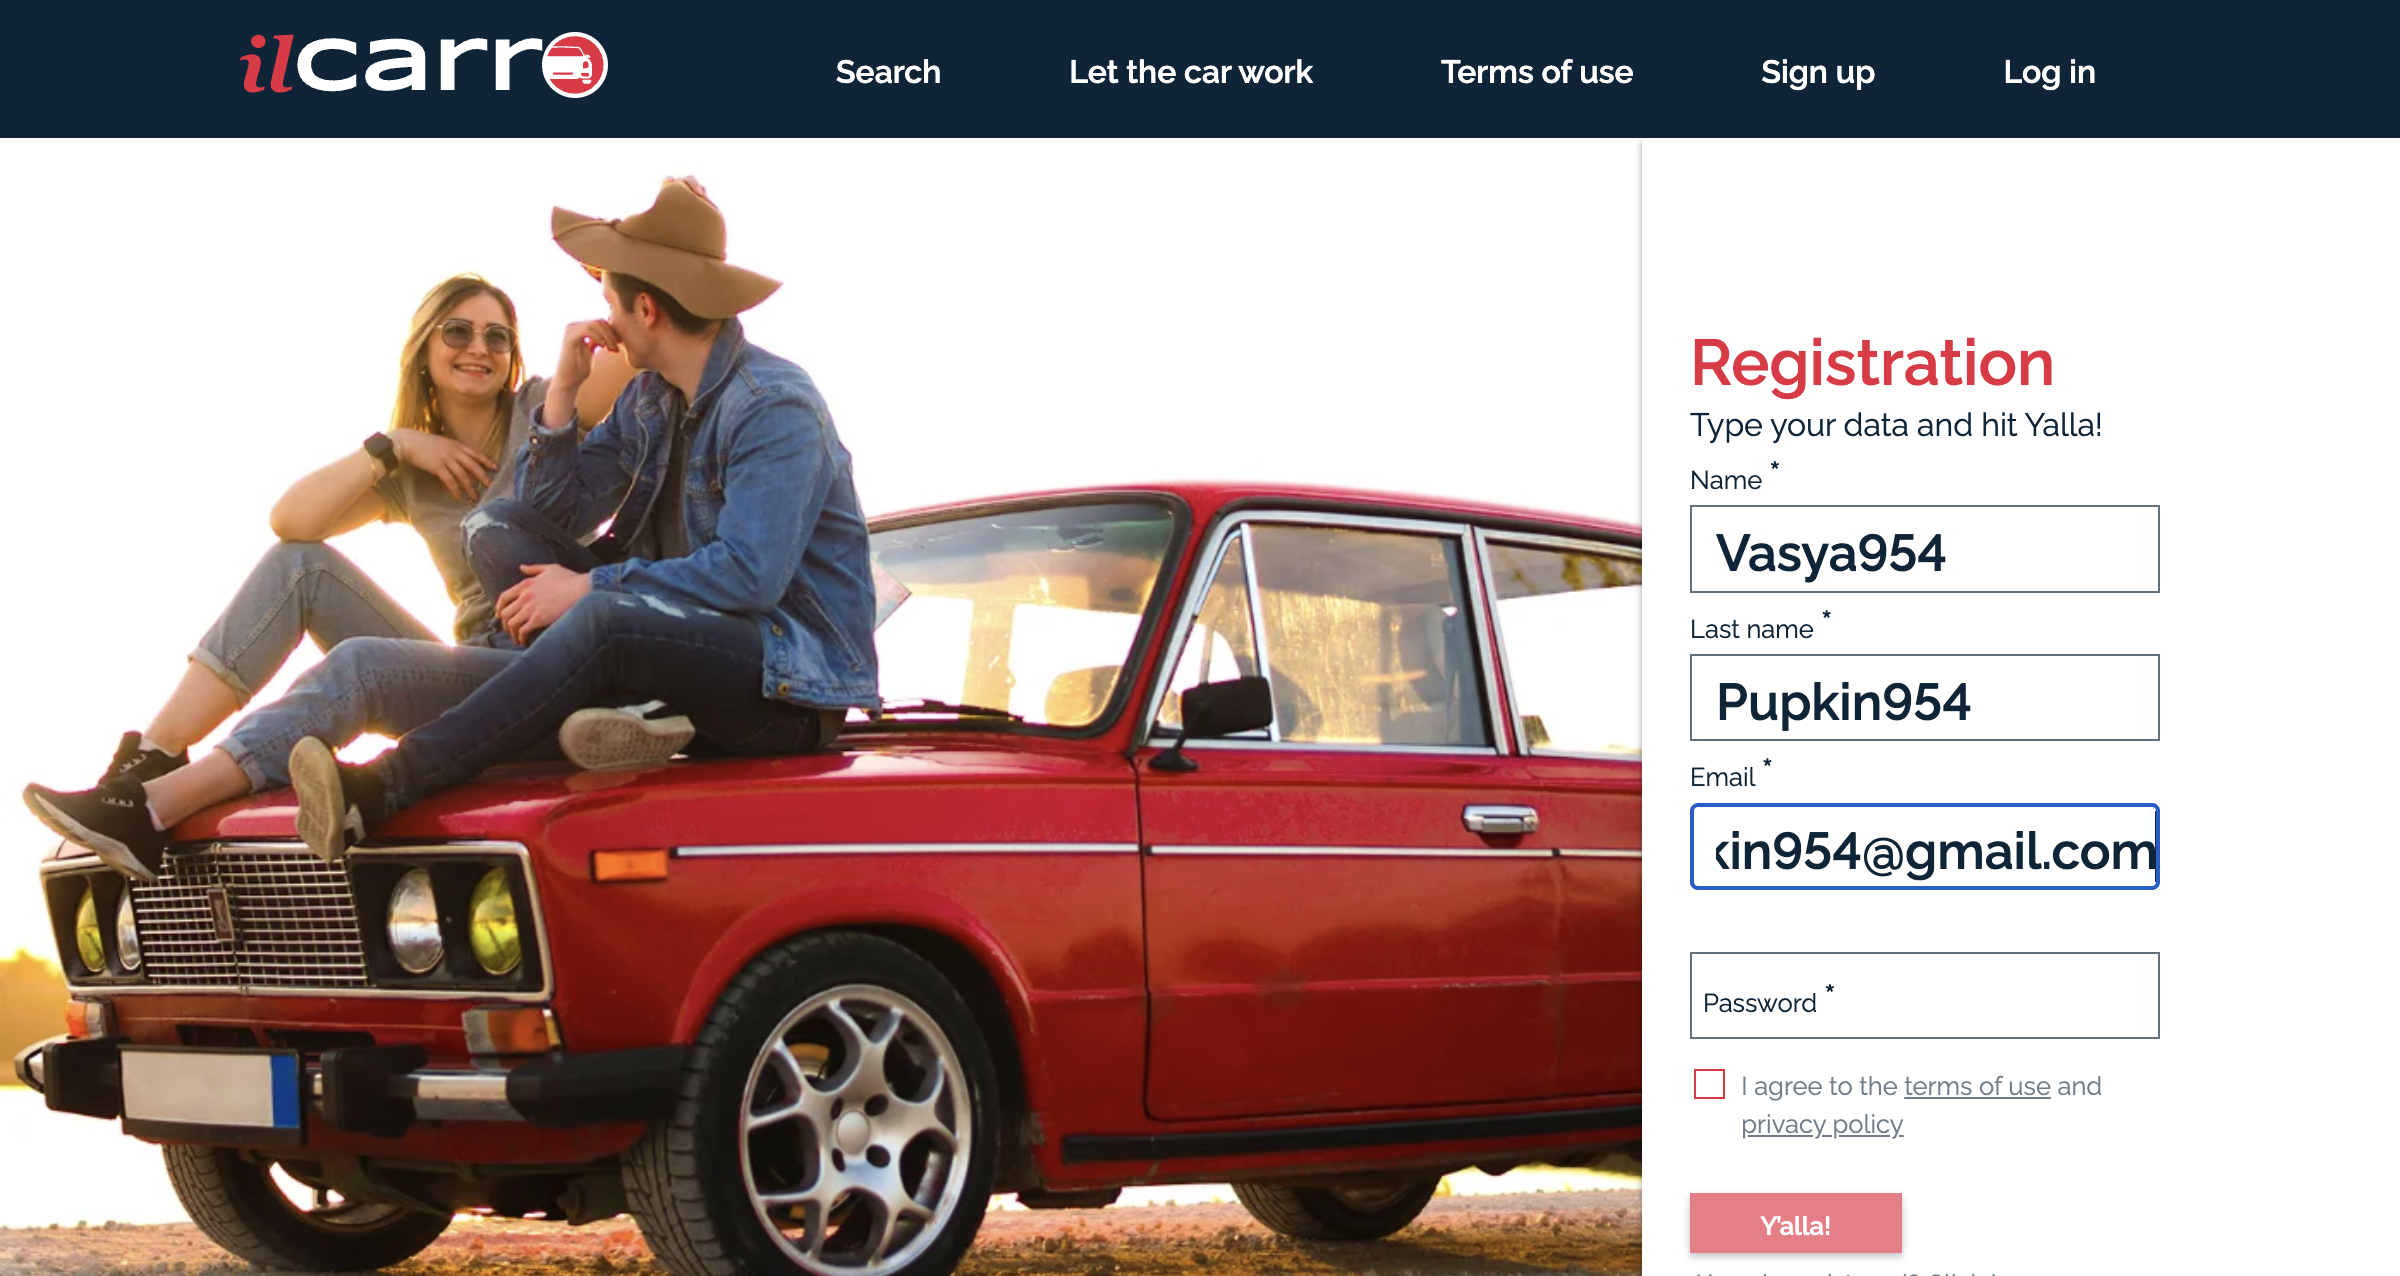 ilcarro
Search Let the car work Terms of use Sign up Log in
Registration
Type your data and hit Yalla!
Name *
Vasya954
Last name *
Pupkin954
Email *
kin954@gmail.com
Password *
I agree to the terms of use and
privacy policy
Y'alla!